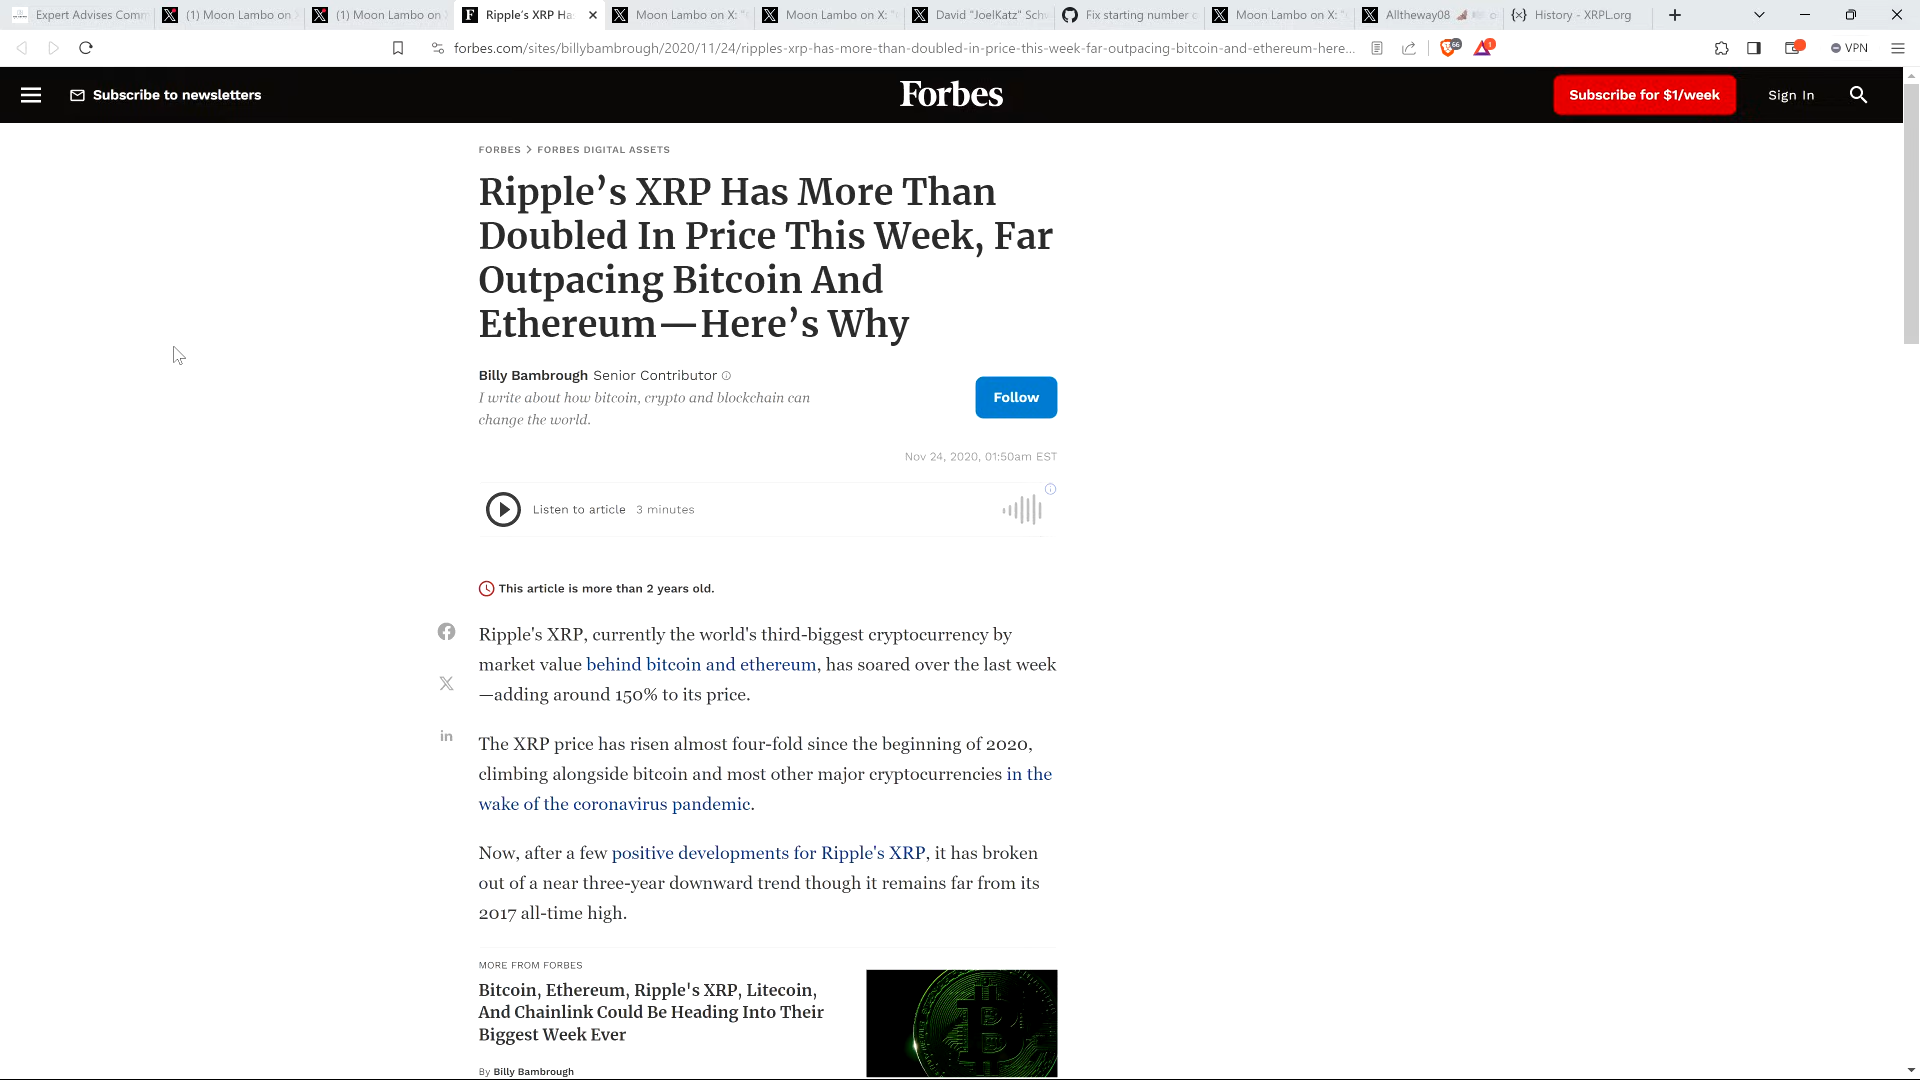 Expert Advises Comm
(1) Moon Lambo on
(1) Moon Lambo on
Ripple's XRP Ha
Moon Lambo on X: "
Moon Lambo on X: "
David "JoelKatz" Sch
Fix starting number o
Moon Lambo on X: "
Alltheway08
History - XRPL.org
forbes.com/sites/billybambrough/2020/11/24/ripples-xrp-has-more-than-doubled-in-price-this-week-far-outpacing-bitcoin-and-ethereum-here...
66
1
VPN
Subscribe to newsletters
Forbes
Subscribe for $1/week
Sign In
FORBES > FORBES DIGITAL ASSETS
Ripple’s XRP Has More Than
Doubled In Price This Week, Far
Outpacing Bitcoin And
Ethereum—Here’s Why
Billy Bambrough Senior Contributor
I write about how bitcoin, crypto and blockchain can
change the world.
Follow
Nov 24, 2020, 01:50am EST
Listen to article 3 minutes
This article is more than 2 years old.
Ripple's XRP, currently the world's third-biggest cryptocurrency by
market value behind bitcoin and ethereum, has soared over the last week
—adding around 150% to its price.
The XRP price has risen almost four-fold since the beginning of 2020,
climbing alongside bitcoin and most other major cryptocurrencies in the
wake of the coronavirus pandemic.
Now, after a few positive developments for Ripple's XRP, it has broken
out of a near three-year downward trend though it remains far from its
2017 all-time high.
MORE FROM FORBES
Bitcoin, Ethereum, Ripple's XRP, Litecoin,
And Chainlink Could Be Heading Into Their
Biggest Week Ever
By Billy Bambrough